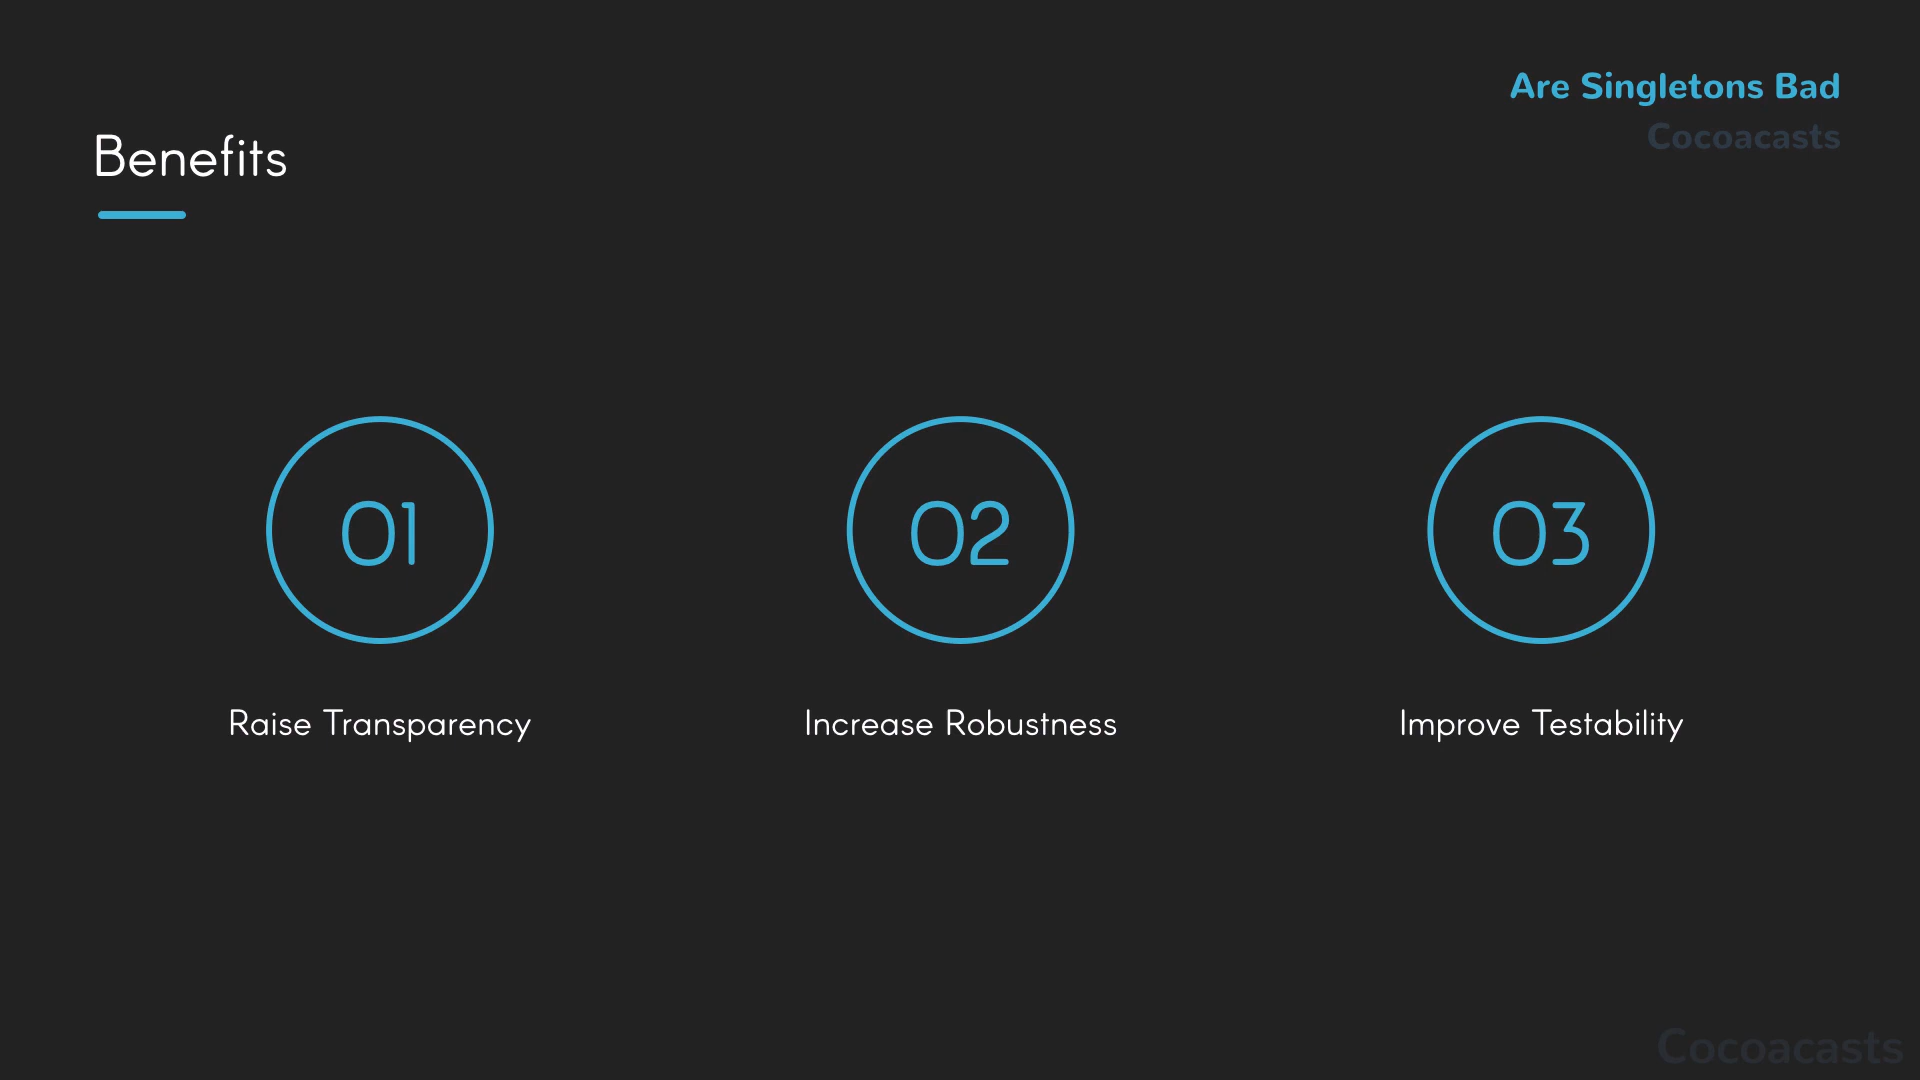 Are Singletons Bad
Cocoacasts
Benefits
01
02
03
Raise Transparency
Increase Robustness
Improve Testability
Cocoacasts